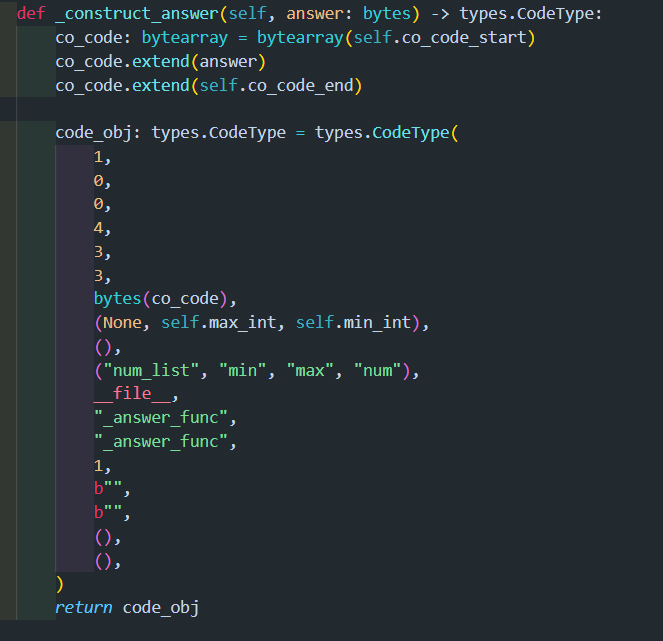 def _construct_answer(self, answer: bytes) -> types.CodeType:
    co_code: bytearray = bytearray(self.co_code_start)
    co_code.extend(answer)
    co_code.extend(self.co_code_end)

    code_obj: types.CodeType = types.CodeType(
        1,
        0,
        0,
        4,
        3,
        3,
        bytes(co_code),
        (None, self.max_int, self.min_int),
        (),
        ("num_list", "min", "max", "num"),
        __file__,
        "_answer_func",
        "_answer_func",
        1,
        b"",
        b"",
        (),
        (),
    )
    return code_obj